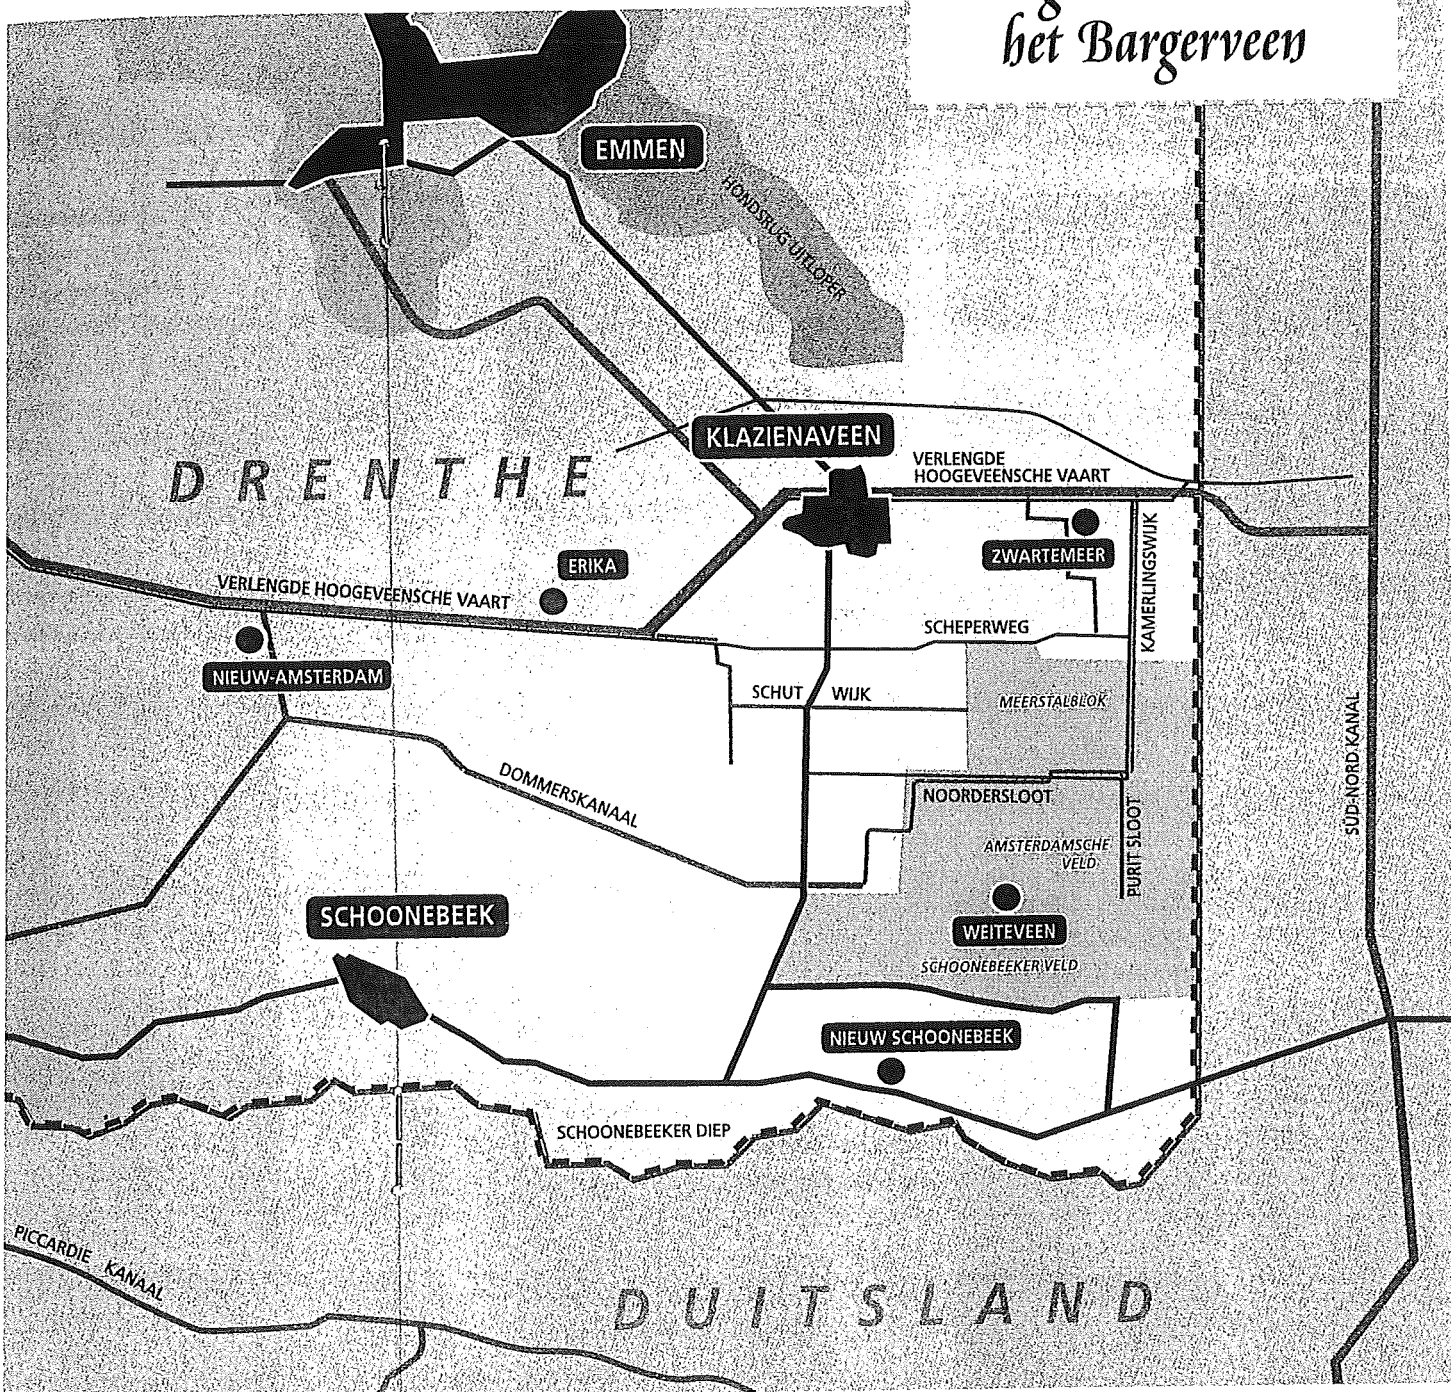 het Bargerveen
EMMEN
HONDSRUG-UITLOPER
KLAZIENAVEEN
DRENTHE
VERLENGDE
HOOGEVEENSCHE VAART
ZWARTEMEER
KAMERLINGSWIJK
ERIKA
VERLENGDE HOOGEVEENSCHE VAART
SCHEPERWEG
NIEUW-AMSTERDAM
SCHUT WIJK
MEERSTALBLOK
SÜD-NORD KANAL
DOMMERSKANAAL
NOORDERSLOOT
AMSTERDAMSCHE
VELD
PURIT SLOOT
SCHOONEBEEK
WEITEVEEN
SCHOONEBEEKER VELD
NIEUW SCHOONEBEEK
SCHOONEBEEKER DIEP
PICCARDIE KANAAL
DUITSLAND